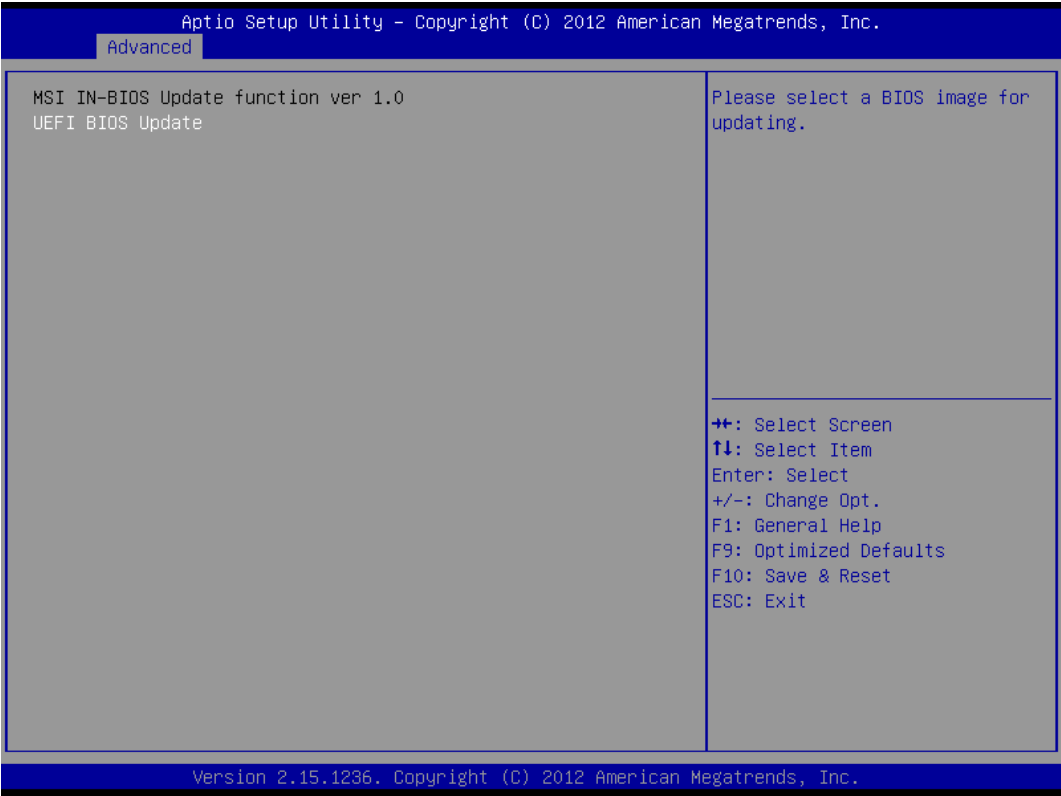 Aptio Setup Utility – Copyright (C) 2012 American Megatrends, Inc.
Advanced
MSI IN-BIOS Update function ver 1.0
UEFI BIOS Update
Please select a BIOS image for
updating.
→←: Select Screen
↑↓: Select Item
Enter: Select
+/-: Change Opt.
F1: General Help
F9: Optimized Defaults
F10: Save & Reset
ESC: Exit
Version 2.15.1236. Copyright (C) 2012 American Megatrends, Inc.